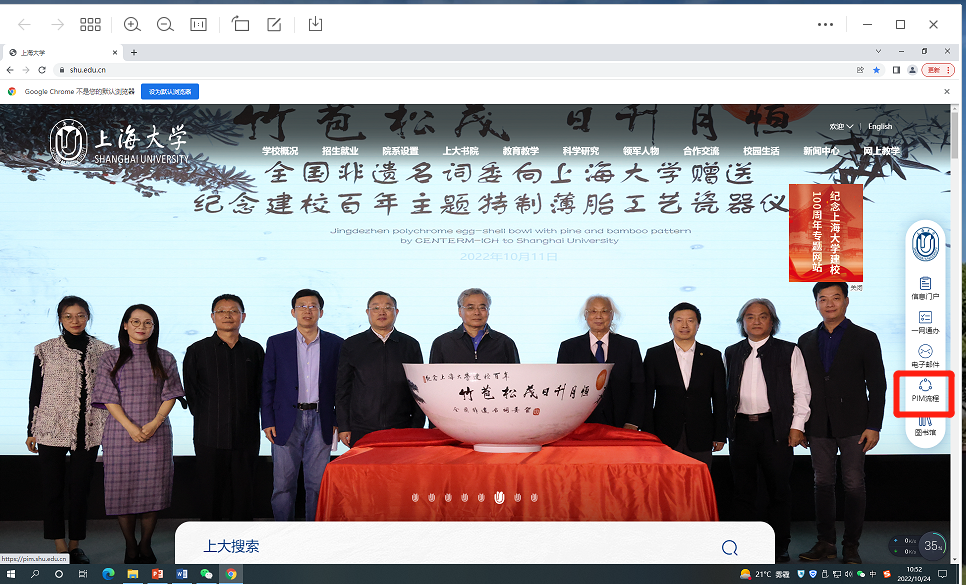 上海大学
shu.edu.cn
更新
Google Chrome 不是您的默认浏览器
设为默认浏览器
竹苞松茂 日升月恒
上海大学
SHANGHAI UNIVERSITY
欢迎
English
学校概况
招生就业
院系设置
上大书院
教育教学
科学研究
领军人物
合作交流
校园生活
新闻中心
网上教学
全国非遗名词委向上海大学赠送
纪念建校百年主题特制薄胎工艺瓷器仪
Jingdezhen polychrome egg-shell bowl with pine and bamboo pattern
by CENTERM-ICH to Shanghai University
2022年10月11日
纪念上海大学建校
100周年专题网站
关闭
信息门户
一网通办
电子邮件
PIM流程
图书馆
纪念上海大学建校百年
竹苞松茂日升月恒
上大搜索
0K/s
0K/s
35%
https://pim.shu.edu.cn
21°C 雾霾
中
10:52
2022/10/24